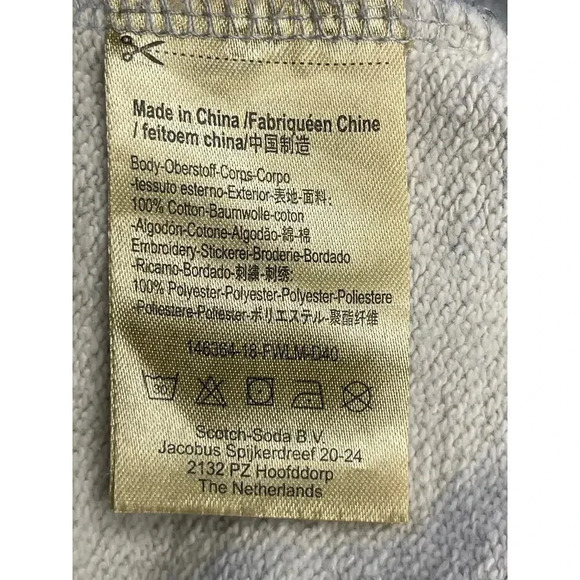 Made in China /Fabriquéen Chine
/ feitoem china/中国制造
Body-Oberstoff-Corps-Corpo
-tessuto esterno-Exterior-表地-面料:
100% Cotton-Baumwolle-coton
-Algodón-Cotone-Algodão-綿-棉
Embroidery-Stickerei-Broderie-Bordado
-Ricamo-Bordado-刺繍-刺绣:
100% Polyester-Polyester-Polyester-Poliestere
-Poliestere-Poliester-ポリエステル-聚酯纤维
146364-18-FWLM-D40
30
Scotch-Soda B.V.
Jacobus Spijkerdreef 20-24
2132 PZ Hoofddorp
The Netherlands